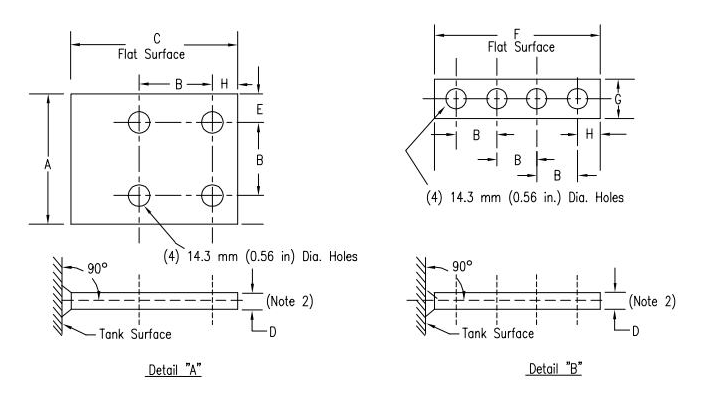 C
Flat Surface
B
H
E
A
B
(4) 14.3 mm (0.56 in) Dia. Holes
90°
(Note 2)
D
Tank Surface
Detail "A"
F
Flat Surface
G
B
H
B
B
(4) 14.3 mm (0.56 in.) Dia. Holes
90°
(Note 2)
D
Tank Surface
Detail "B"